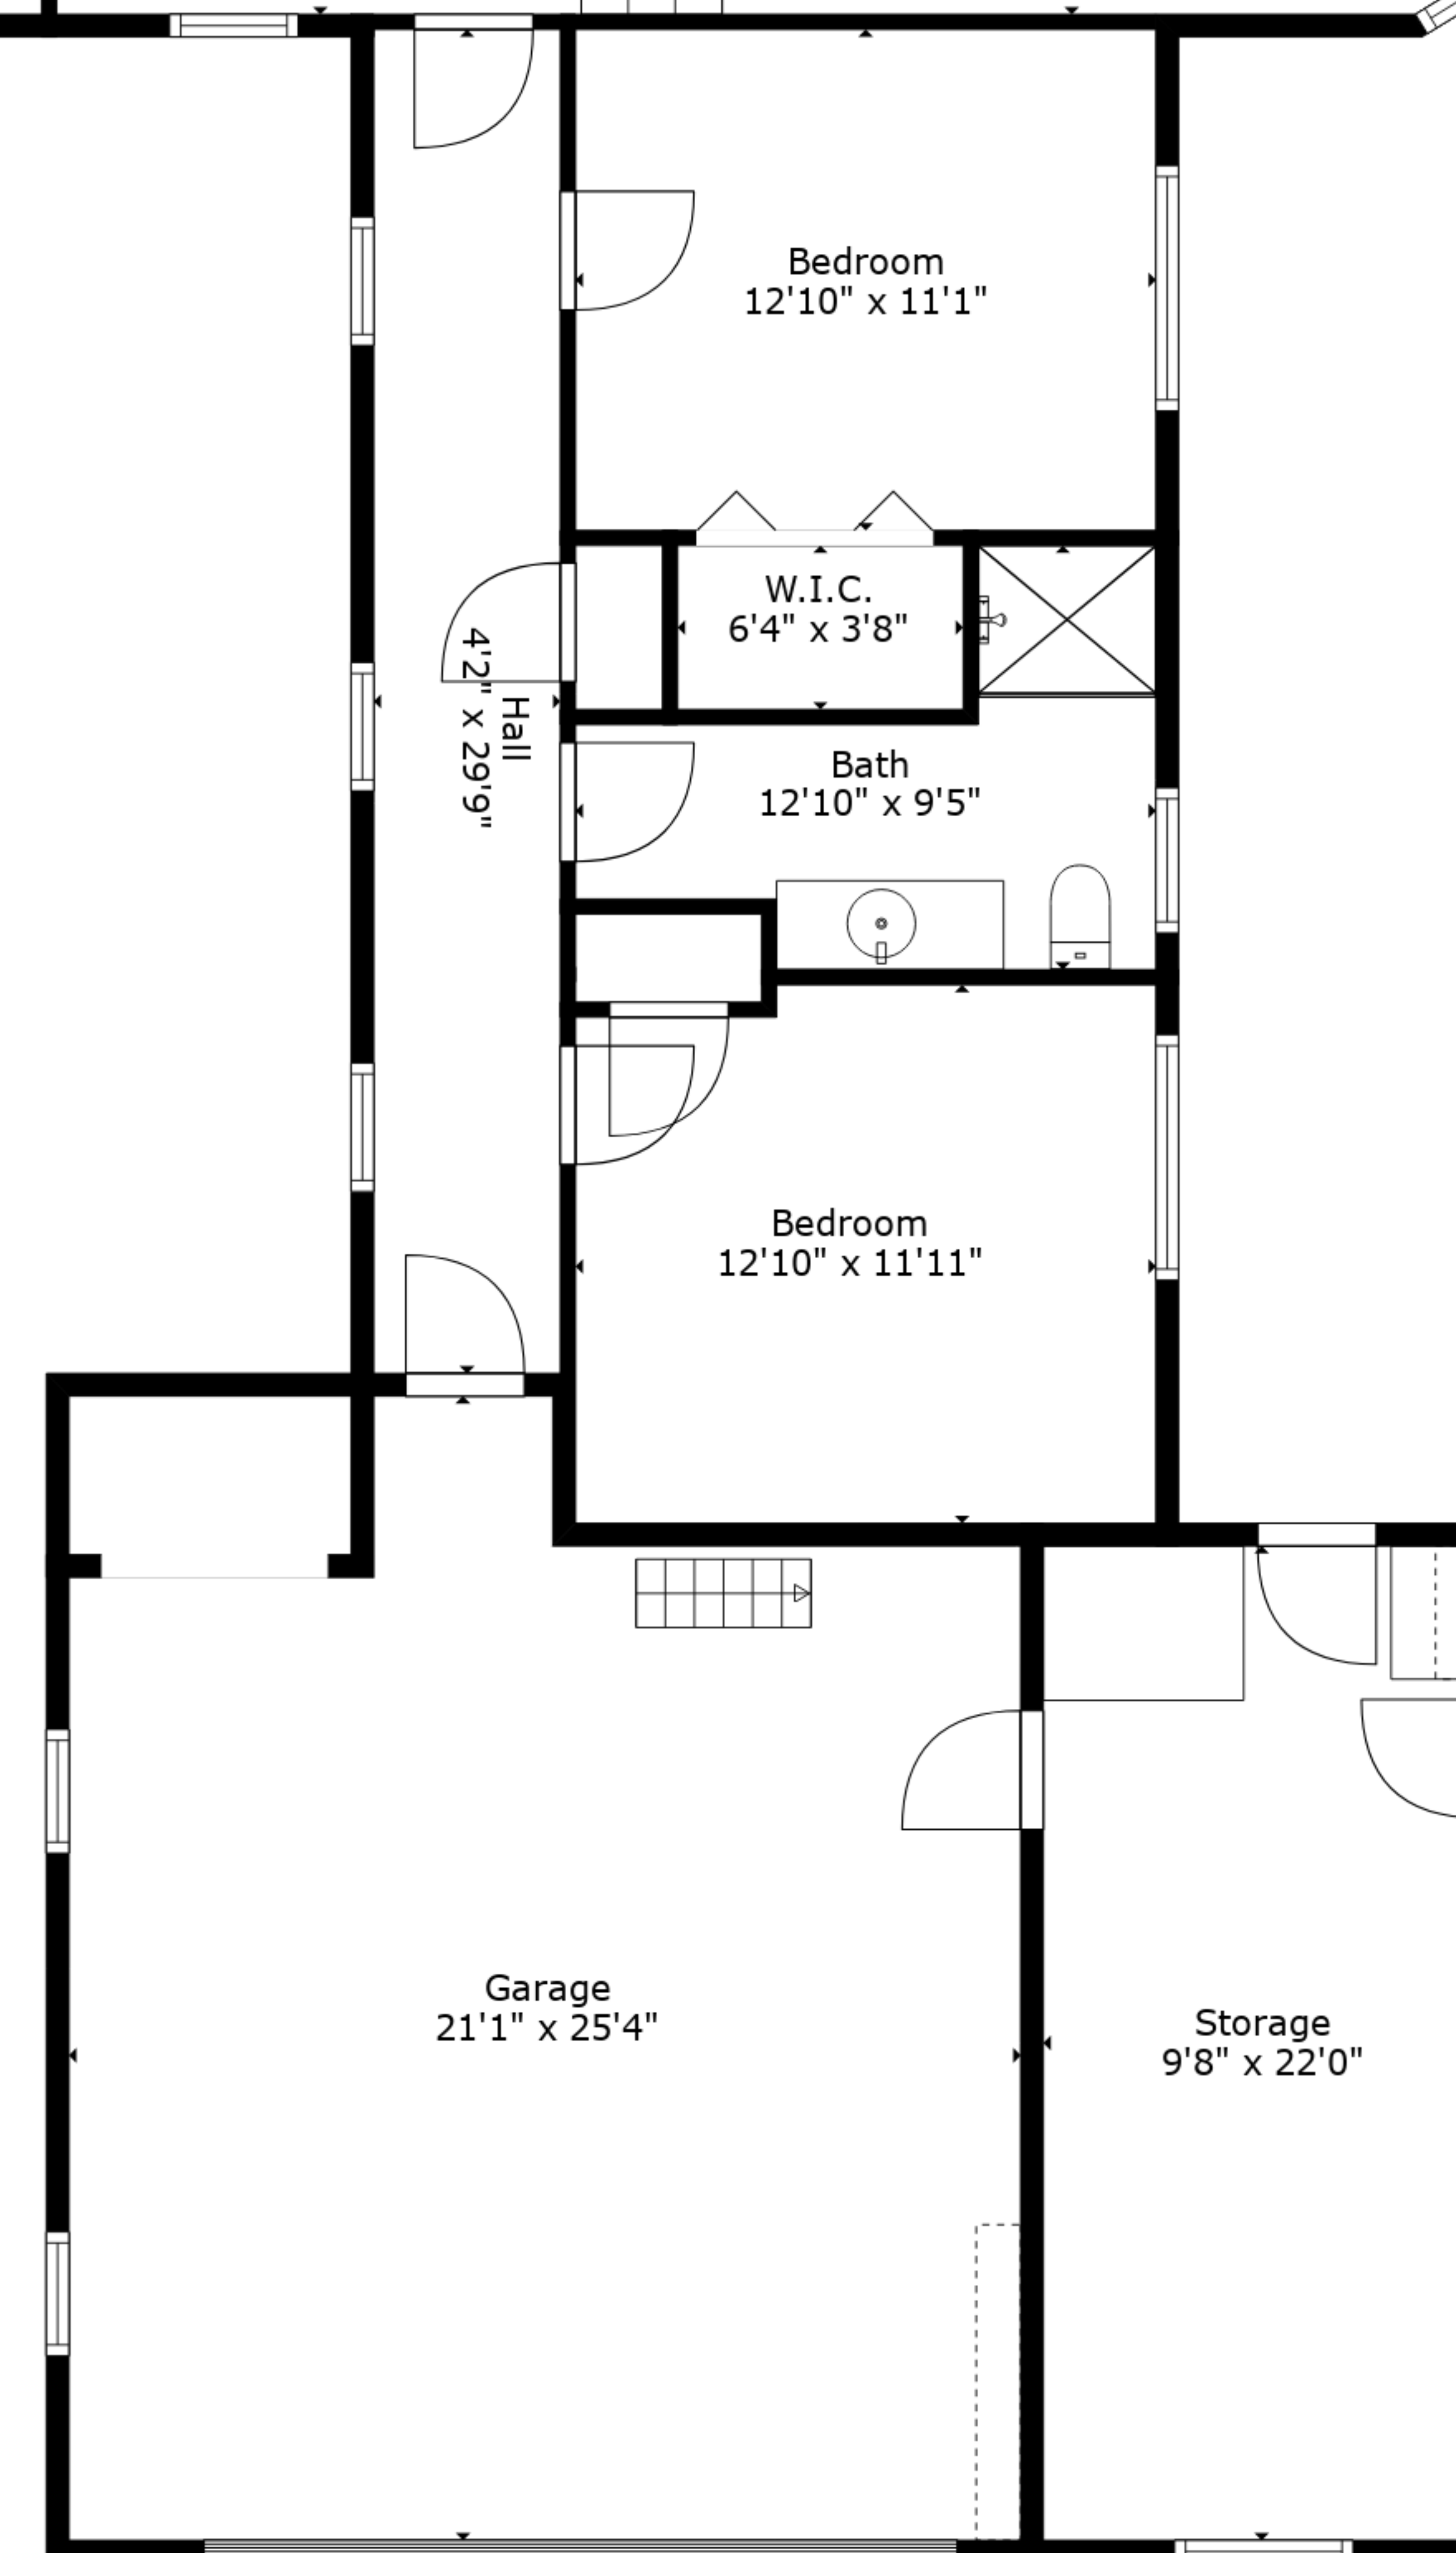 Bedroom
12'10" x 11'1"
W.I.C.
6'4" x 3'8"
Hall
4'2" x 29'9"
Bath
12'10" x 9'5"
Bedroom
12'10" x 11'11"
Garage
21'1" x 25'4"
Storage
9'8" x 22'0"